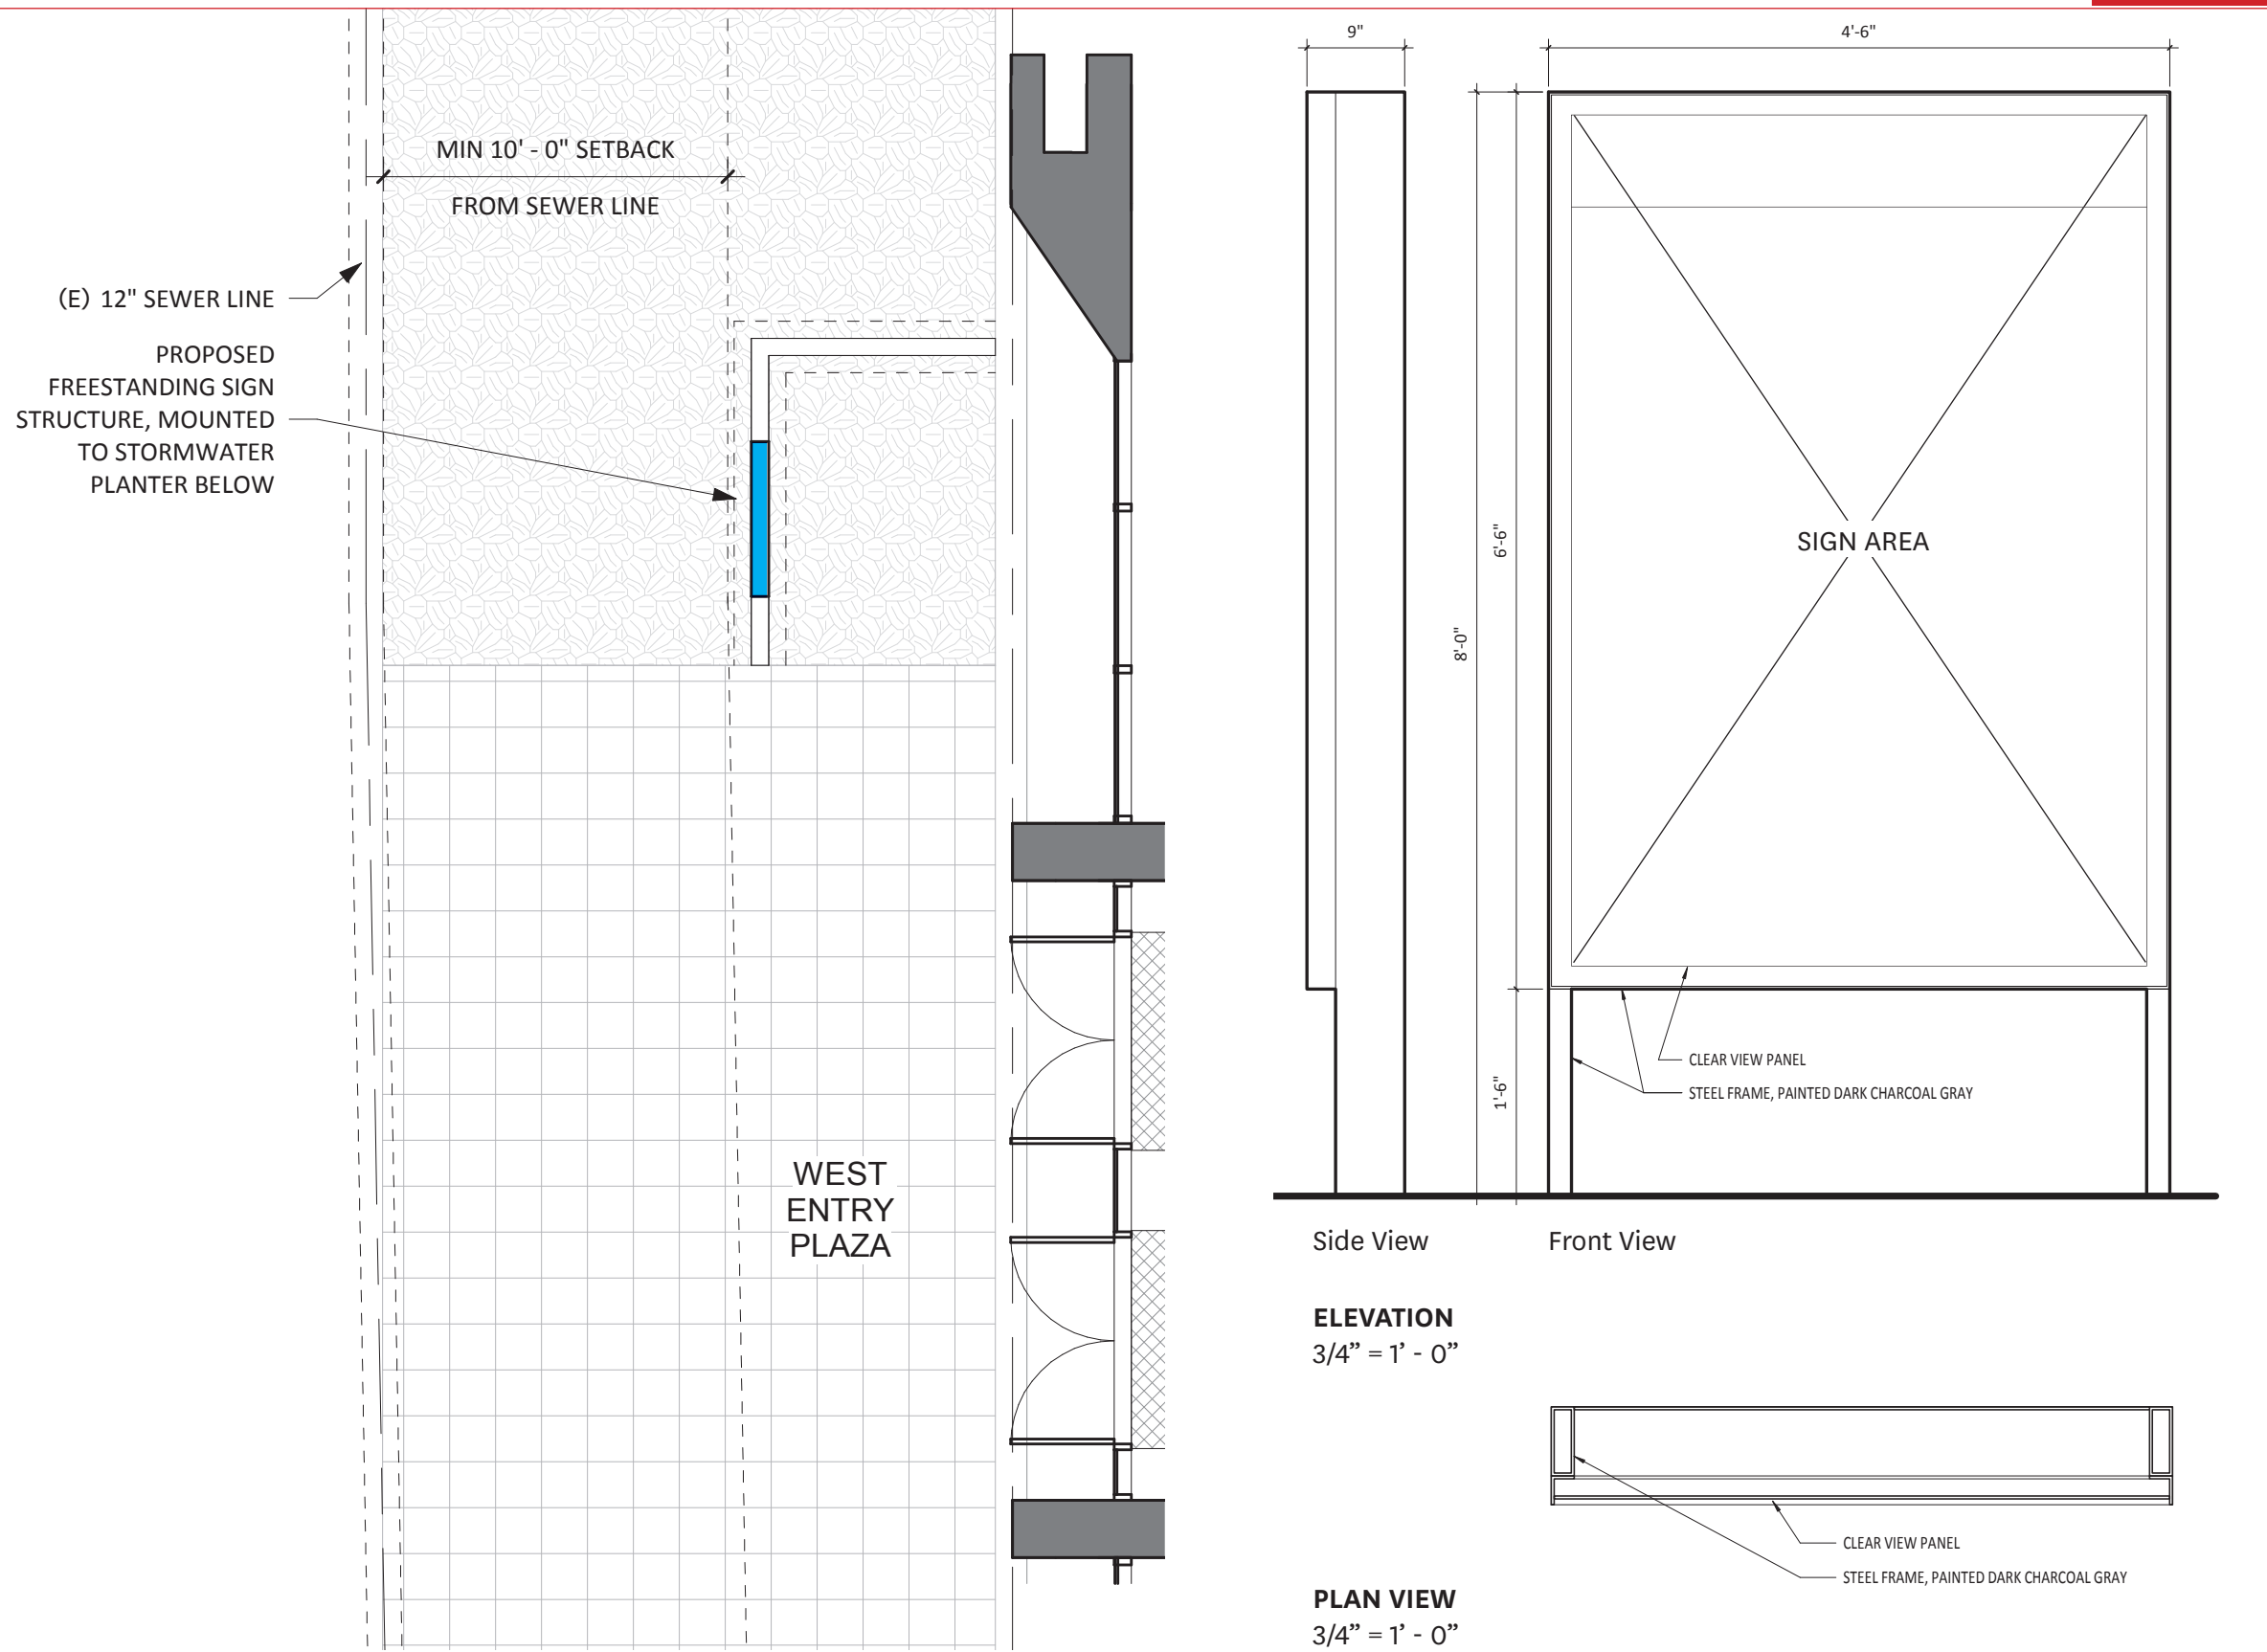 MIN 10' - 0" SETBACK
FROM SEWER LINE
(E) 12" SEWER LINE
PROPOSED
FREESTANDING SIGN
STRUCTURE, MOUNTED
TO STORMWATER
PLANTER BELOW
WEST
ENTRY
PLAZA
9"
4'-6"
6'-6"
8'-0"
1'-6"
SIGN AREA
CLEAR VIEW PANEL
STEEL FRAME, PAINTED DARK CHARCOAL GRAY
Side View
Front View
ELEVATION
3/4” = 1’ - 0”
CLEAR VIEW PANEL
STEEL FRAME, PAINTED DARK CHARCOAL GRAY
PLAN VIEW
3/4” = 1’ - 0”